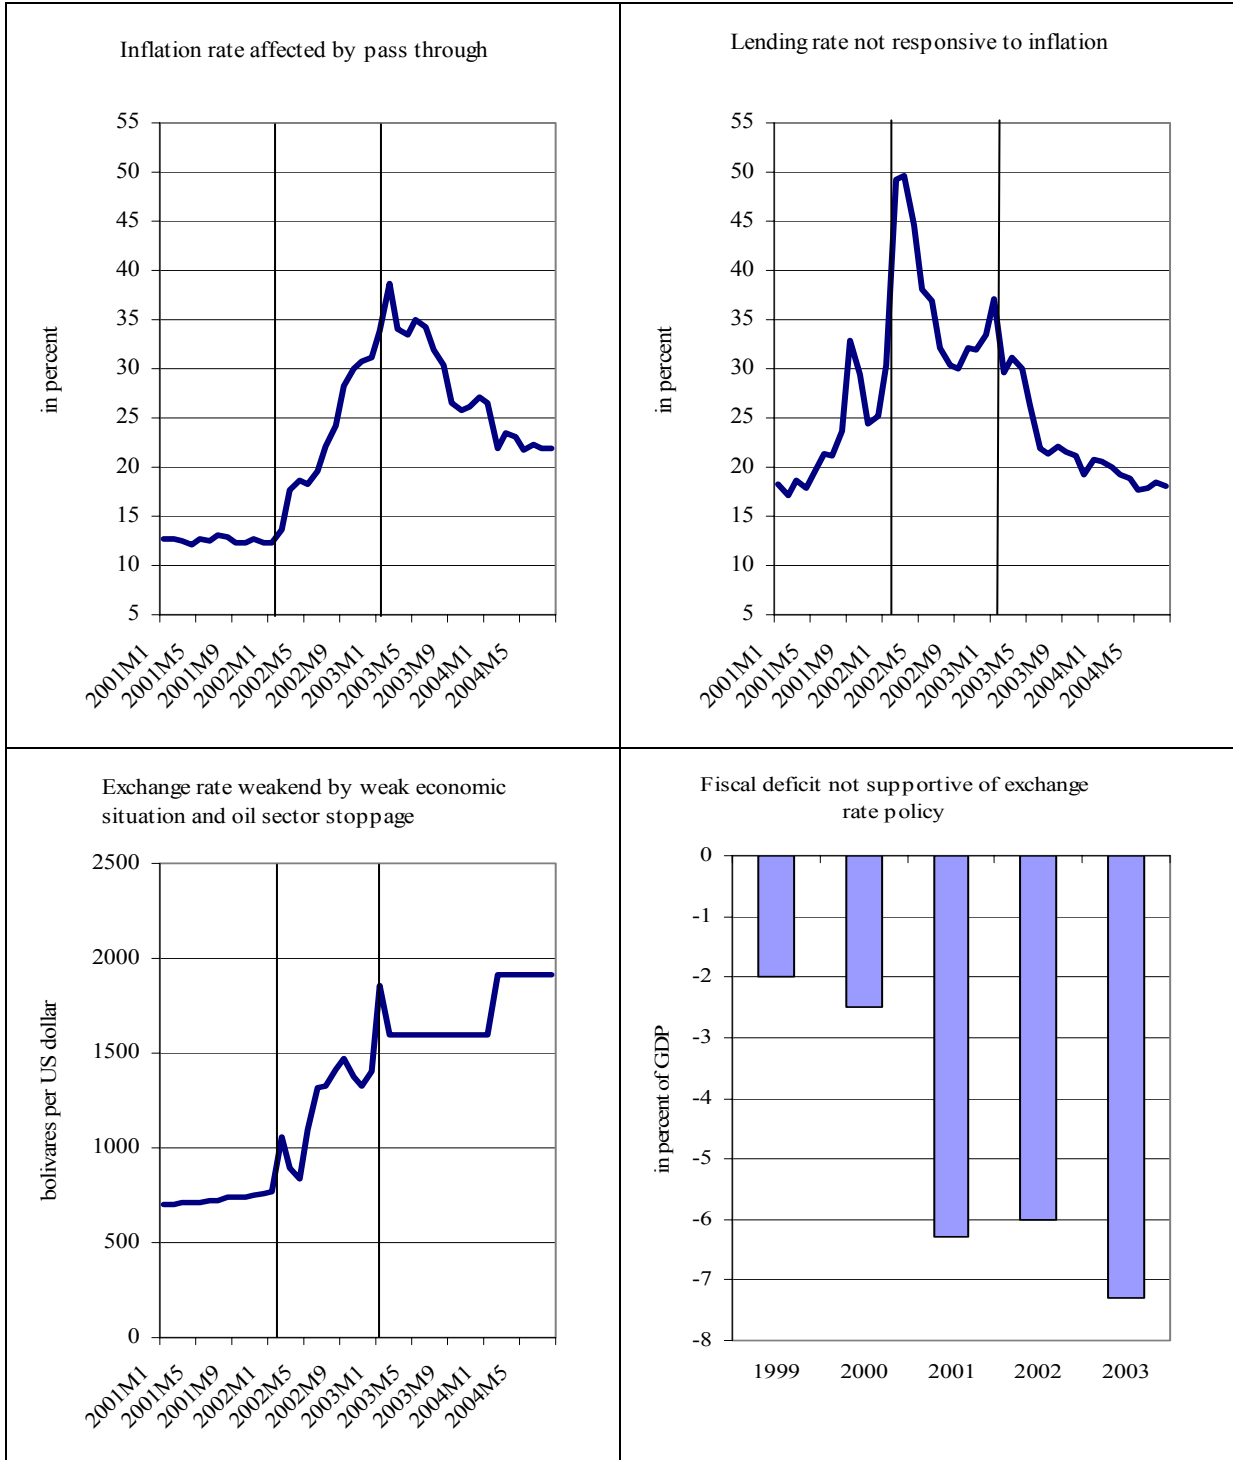 Inflation rate affected by pass through
in percent
55
50
45
40
35
30
25
20
15
10
5
2001M1
2001M5
2001M9
2002M1
2002M5
2002M9
2003M1
2003M5
2003M9
2004M1
2004M5
Lending rate not responsive to inflation
in percent
55
50
45
40
35
30
25
20
15
10
5
2001M1
2001M5
2001M9
2002M1
2002M5
2002M9
2003M1
2003M5
2003M9
2004M1
2004M5
Exchange rate weakend by weak economic
situation and oil sector stoppage
bolivares per US dollar
2500
2000
1500
1000
500
0
2001M1
2001M5
2001M9
2002M1
2002M5
2002M9
2003M1
2003M5
2003M9
2004M1
2004M5
Fiscal deficit not supportive of exchange
rate policy
in percent of GDP
0
-1
-2
-3
-4
-5
-6
-7
-8
1999 2000 2001 2002 2003